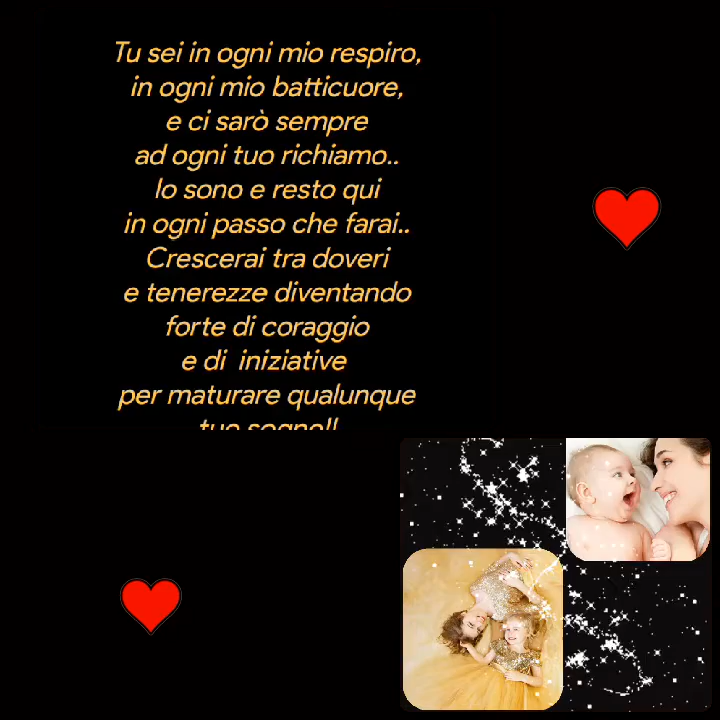 Tu sei in ogni mio respiro,
in ogni mio batticuore,
e ci sarò sempre
ad ogni tuo richiamo..
Io sono e resto qui
in ogni passo che farai..
Crescerai tra doveri
e tenerezze diventando
forte di coraggio
e di  iniziative
per maturare qualunque
tuo sogno!!